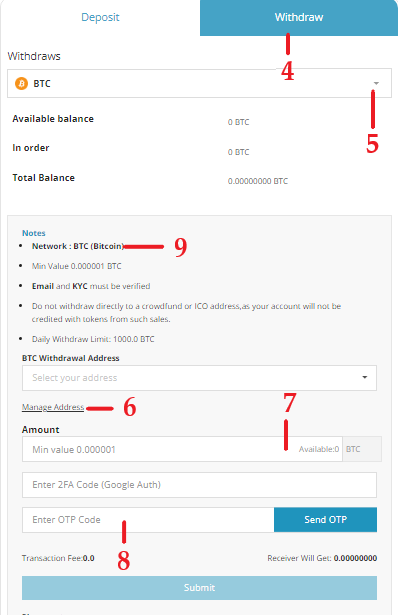 Deposit
Withdraw
4
Withdraws
BTC
5
Available balance
0 BTC
In order
0 BTC
Total Balance
0.00000000 BTC
Notes
• Network : BTC (Bitcoin)
9
• Min Value 0.000001 BTC
• Email and KYC must be verified
• Do not withdraw directly to a crowdfund or ICO address,as your account will not be
credited with tokens from such sales.
• Daily Withdraw Limit: 1000.0 BTC
BTC Withdrawal Address
Select your address
Manage Address
6
7
Amount
Min value 0.000001
Available:0
BTC
Enter 2FA Code (Google Auth)
Enter OTP Code
Send OTP
8
Transaction Fee:0.0
Receiver Will Get: 0.00000000
Submit